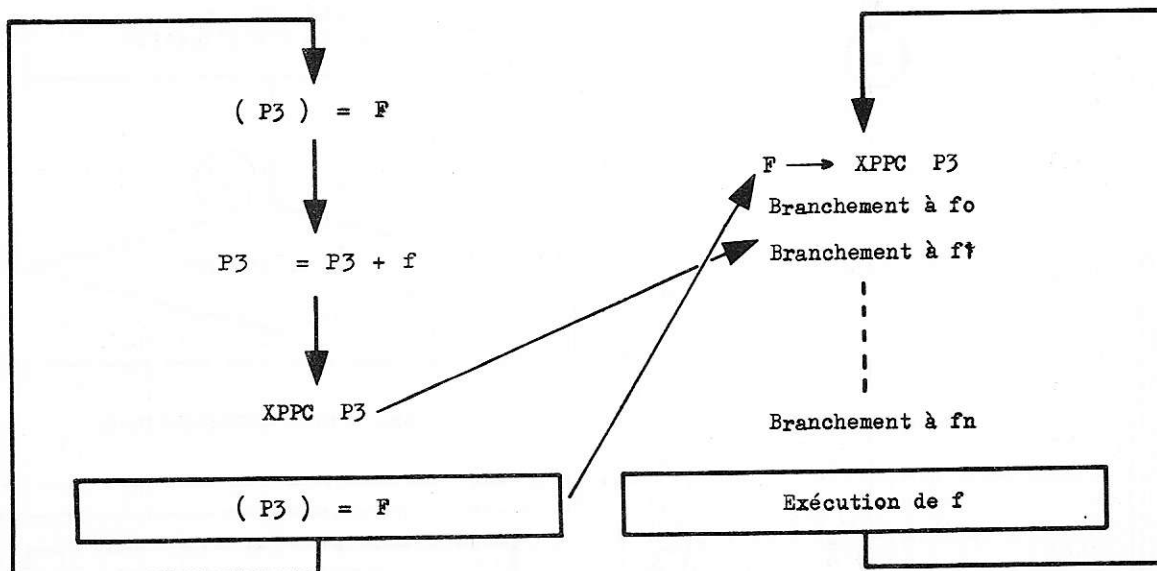 ( P3 ) = F
P3 = P3 + f
XPPC P3
( P3 ) = F
F → XPPC P3
Branchement à fo
Branchement à f1
Branchement à fn
Exécution de f